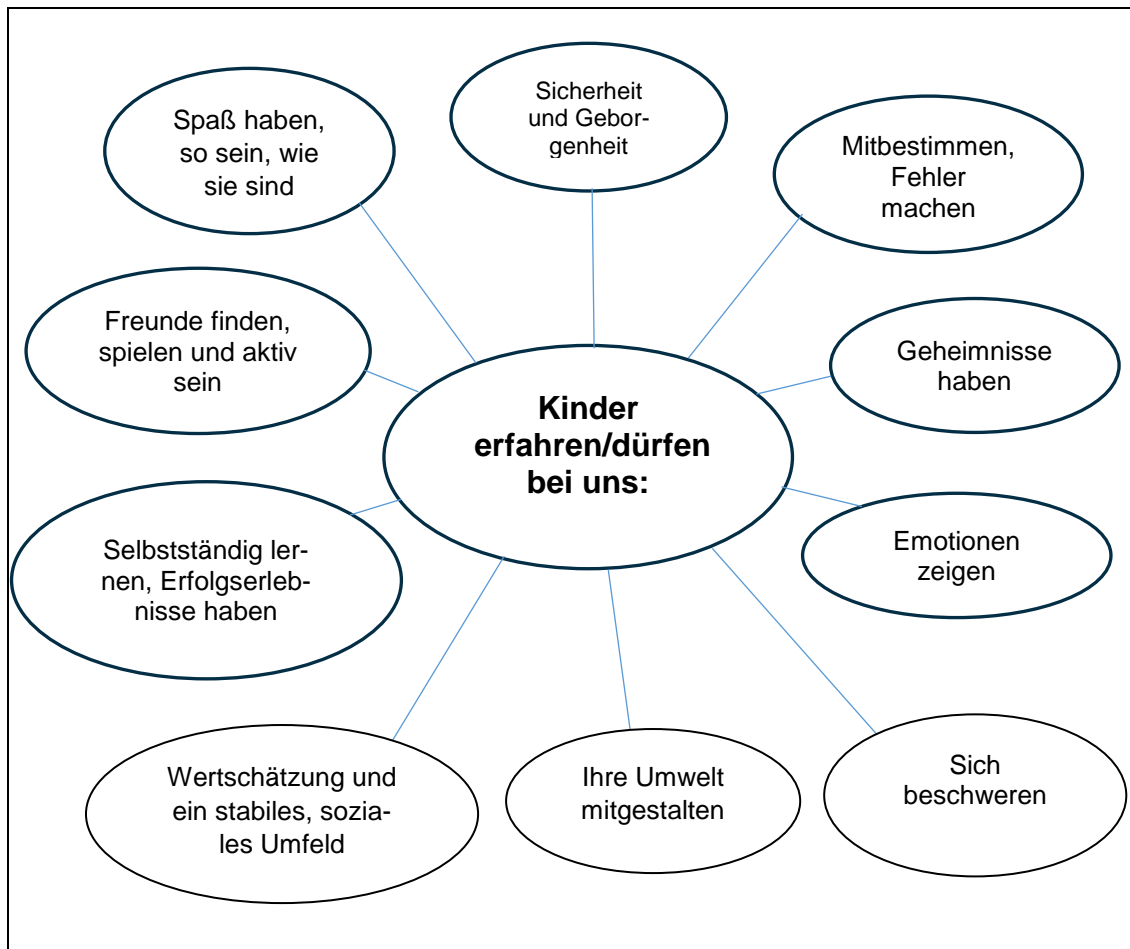 Spaß haben,
so sein, wie
sie sind
Sicherheit
und Gebor-
genheit
Mitbestimmen,
Fehler
machen
Freunde finden,
spielen und aktiv
sein
Geheimnisse
haben
Kinder
erfahren/dürfen
bei uns:
Selbstständig ler-
nen, Erfolgserleb-
nisse haben
Emotionen
zeigen
Wertschätzung und
ein stabiles, sozia-
les Umfeld
Ihre Umwelt
mitgestalten
Sich
beschweren